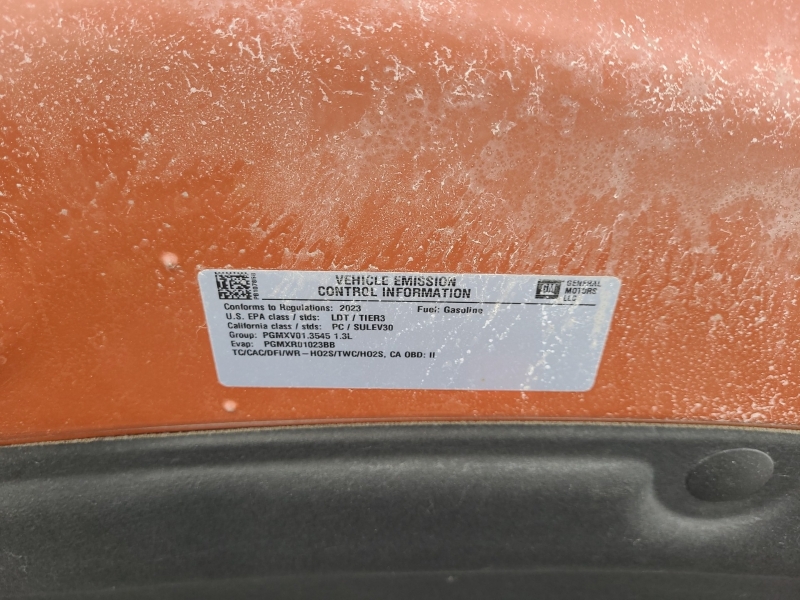 VEHICLE EMISSION
CONTROL INFORMATION
GM
GENERAL
MOTORS
LLC
Conforms to Regulations: 2023 Fuel: Gasoline
U.S. EPA class / stds: LDT / TIER3
California class / stds: PC / SULEV30
Group: PGMXV01.3545 1.3L
Evap: PGMXR01023BB
TC/CAC/DFI/WR-HO2S/TWC/HO2S, CA OBD: II